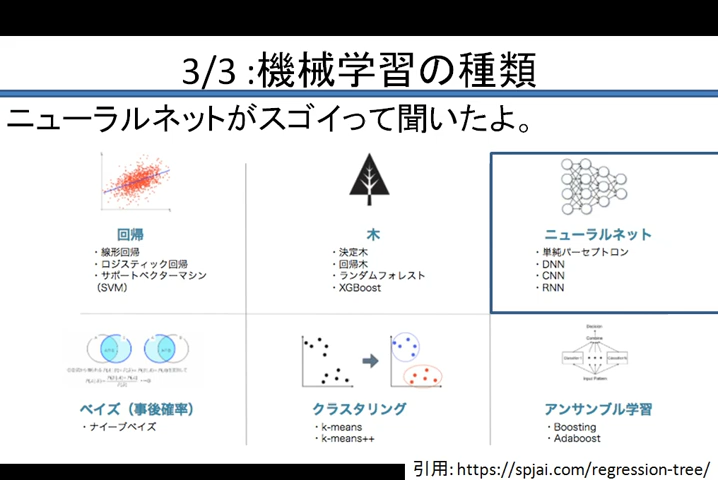 3/3 :機械学習の種類
ニューラルネットがスゴイって聞いたよ。
回帰
・線形回帰
・ロジスティック回帰
・サポートベクターマシン
（SVM）
木
・決定木
・回帰木
・ランダムフォレスト
・XGBoost
ニューラルネット
・単純パーセプトロン
・DNN
・CNN
・RNN
ベイズ（事後確率）
・ナイーブベイズ
クラスタリング
・k-means
・k-means++
Decision
Combine
Input Pattern
アンサンブル学習
・Boosting
・Adaboost
引用: https://spjai.com/regression-tree/